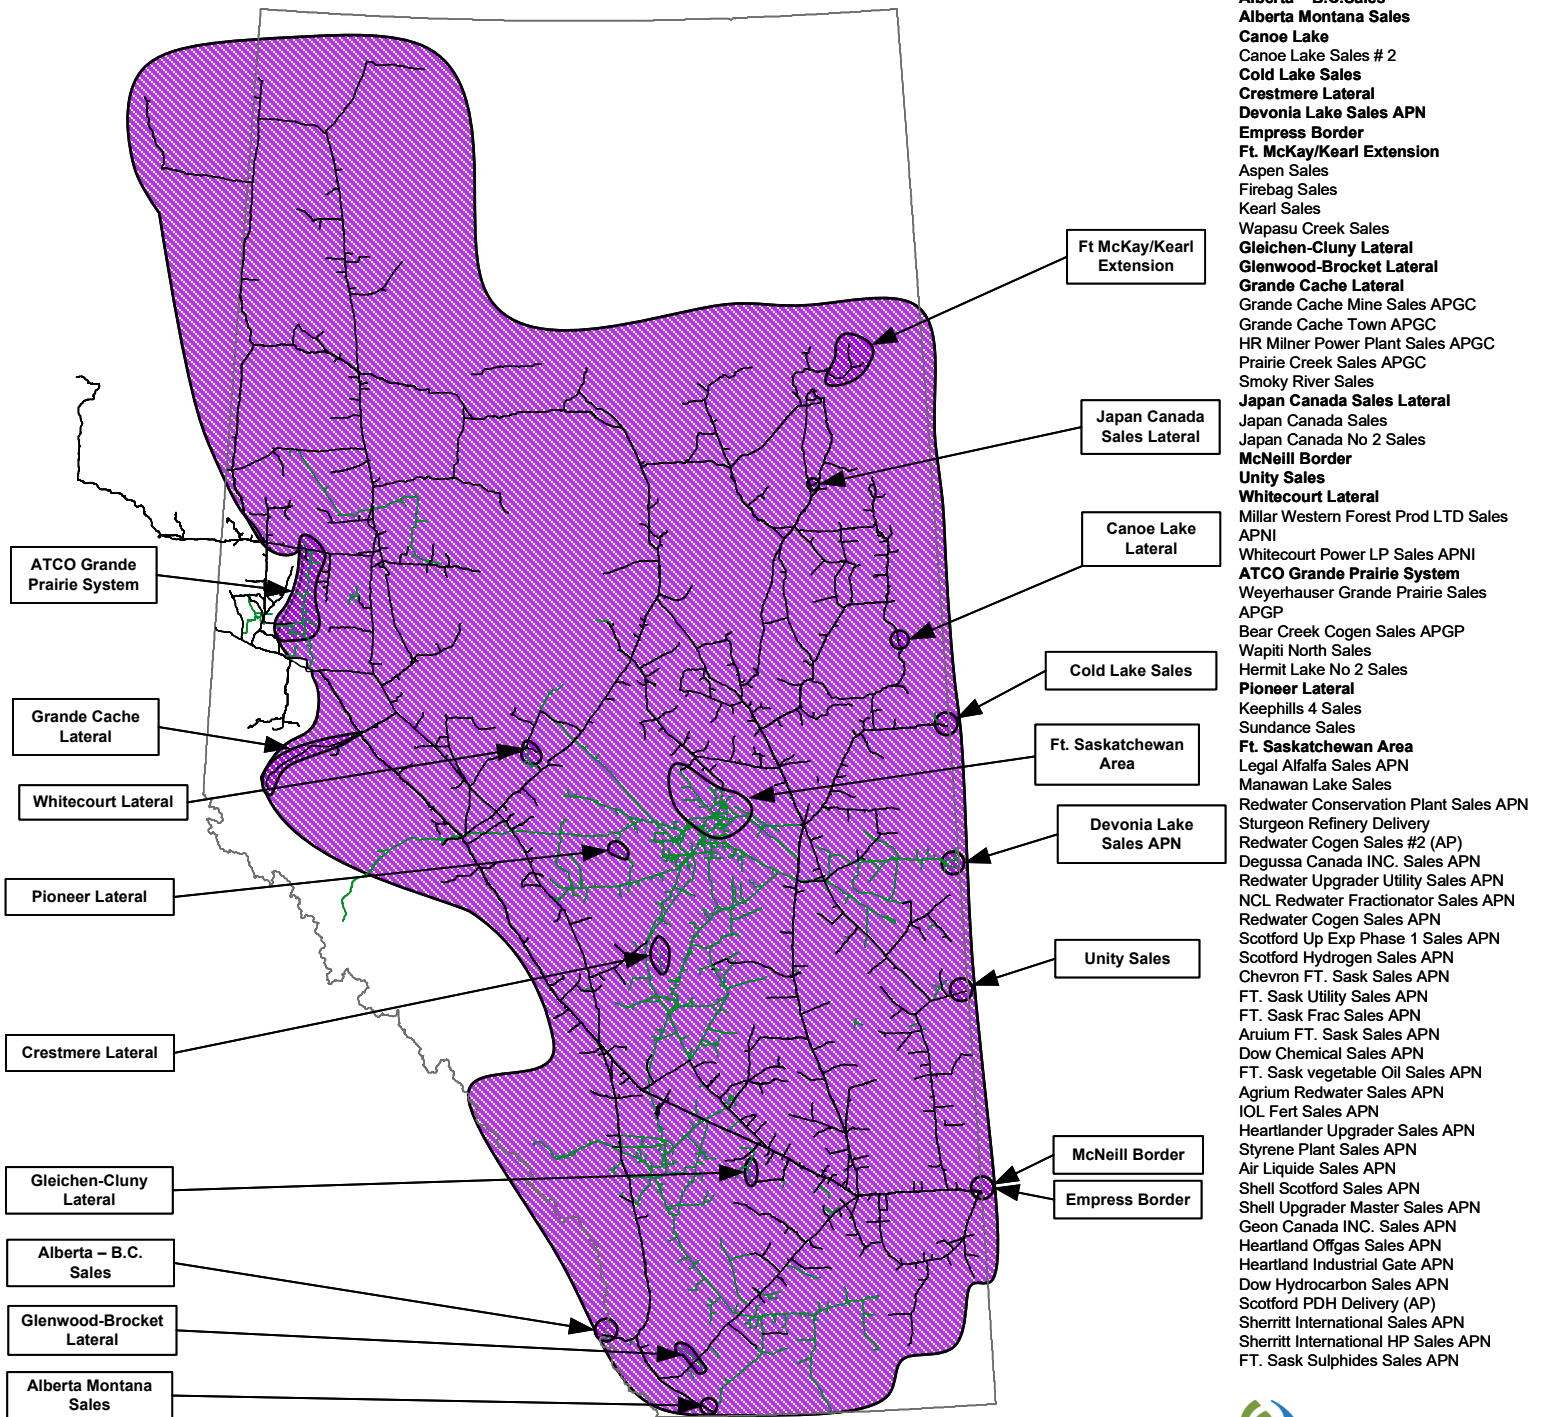 Ft McKay/Kearl
Extension
Japan Canada
Sales Lateral
Canoe Lake
Lateral
ATCO Grande
Prairie System
Cold Lake Sales
Grande Cache
Lateral
Ft. Saskatchewan
Area
Whitecourt Lateral
Devonia Lake
Sales APN
Pioneer Lateral
Unity Sales
Crestmere Lateral
McNeill Border
Gleichen-Cluny
Lateral
Empress Border
Alberta – B.C.
Sales
Glenwood-Brocket
Lateral
Alberta Montana
Sales
Alberta – B.C.Sales
Alberta Montana Sales
Canoe Lake
Canoe Lake Sales # 2
Cold Lake Sales
Crestmere Lateral
Devonia Lake Sales APN
Empress Border
Ft. McKay/Kearl Extension
Aspen Sales
Firebag Sales
Kearl Sales
Wapasu Creek Sales
Gleichen-Cluny Lateral
Glenwood-Brocket Lateral
Grande Cache Lateral
Grande Cache Mine Sales APGC
Grande Cache Town APGC
HR Milner Power Plant Sales APGC
Prairie Creek Sales APGC
Smoky River Sales
Japan Canada Sales Lateral
Japan Canada Sales
Japan Canada No 2 Sales
McNeill Border
Unity Sales
Whitecourt Lateral
Millar Western Forest Prod LTD Sales
APNI
Whitecourt Power LP Sales APNI
ATCO Grande Prairie System
Weyerhauser Grande Prairie Sales
APGP
Bear Creek Cogen Sales APGP
Wapiti North Sales
Hermit Lake No 2 Sales
Pioneer Lateral
Keephills 4 Sales
Sundance Sales
Ft. Saskatchewan Area
Legal Alfalfa Sales APN
Manawan Lake Sales
Redwater Conservation Plant Sales APN
Sturgeon Refinery Delivery
Redwater Cogen Sales #2 (AP)
Degussa Canada INC. Sales APN
Redwater Upgrader Utility Sales APN
NCL Redwater Fractionator Sales APN
Redwater Cogen Sales APN
Scotford Up Exp Phase 1 Sales APN
Scotford Hydrogen Sales APN
Chevron FT. Sask Sales APN
FT. Sask Utility Sales APN
FT. Sask Frac Sales APN
Aruium FT. Sask Sales APN
Dow Chemical Sales APN
FT. Sask vegetable Oil Sales APN
Agrium Redwater Sales APN
IOL Fert Sales APN
Heartlander Upgrader Sales APN
Styrene Plant Sales APN
Air Liquide Sales APN
Shell Scotford Sales APN
Shell Upgrader Master Sales APN
Geon Canada INC. Sales APN
Heartland Offgas Sales APN
Heartland Industrial Gate APN
Dow Hydrocarbon Sales APN
Scotford PDH Delivery (AP)
Sherritt International Sales APN
Sherritt International HP Sales APN
FT. Sask Sulphides Sales APN